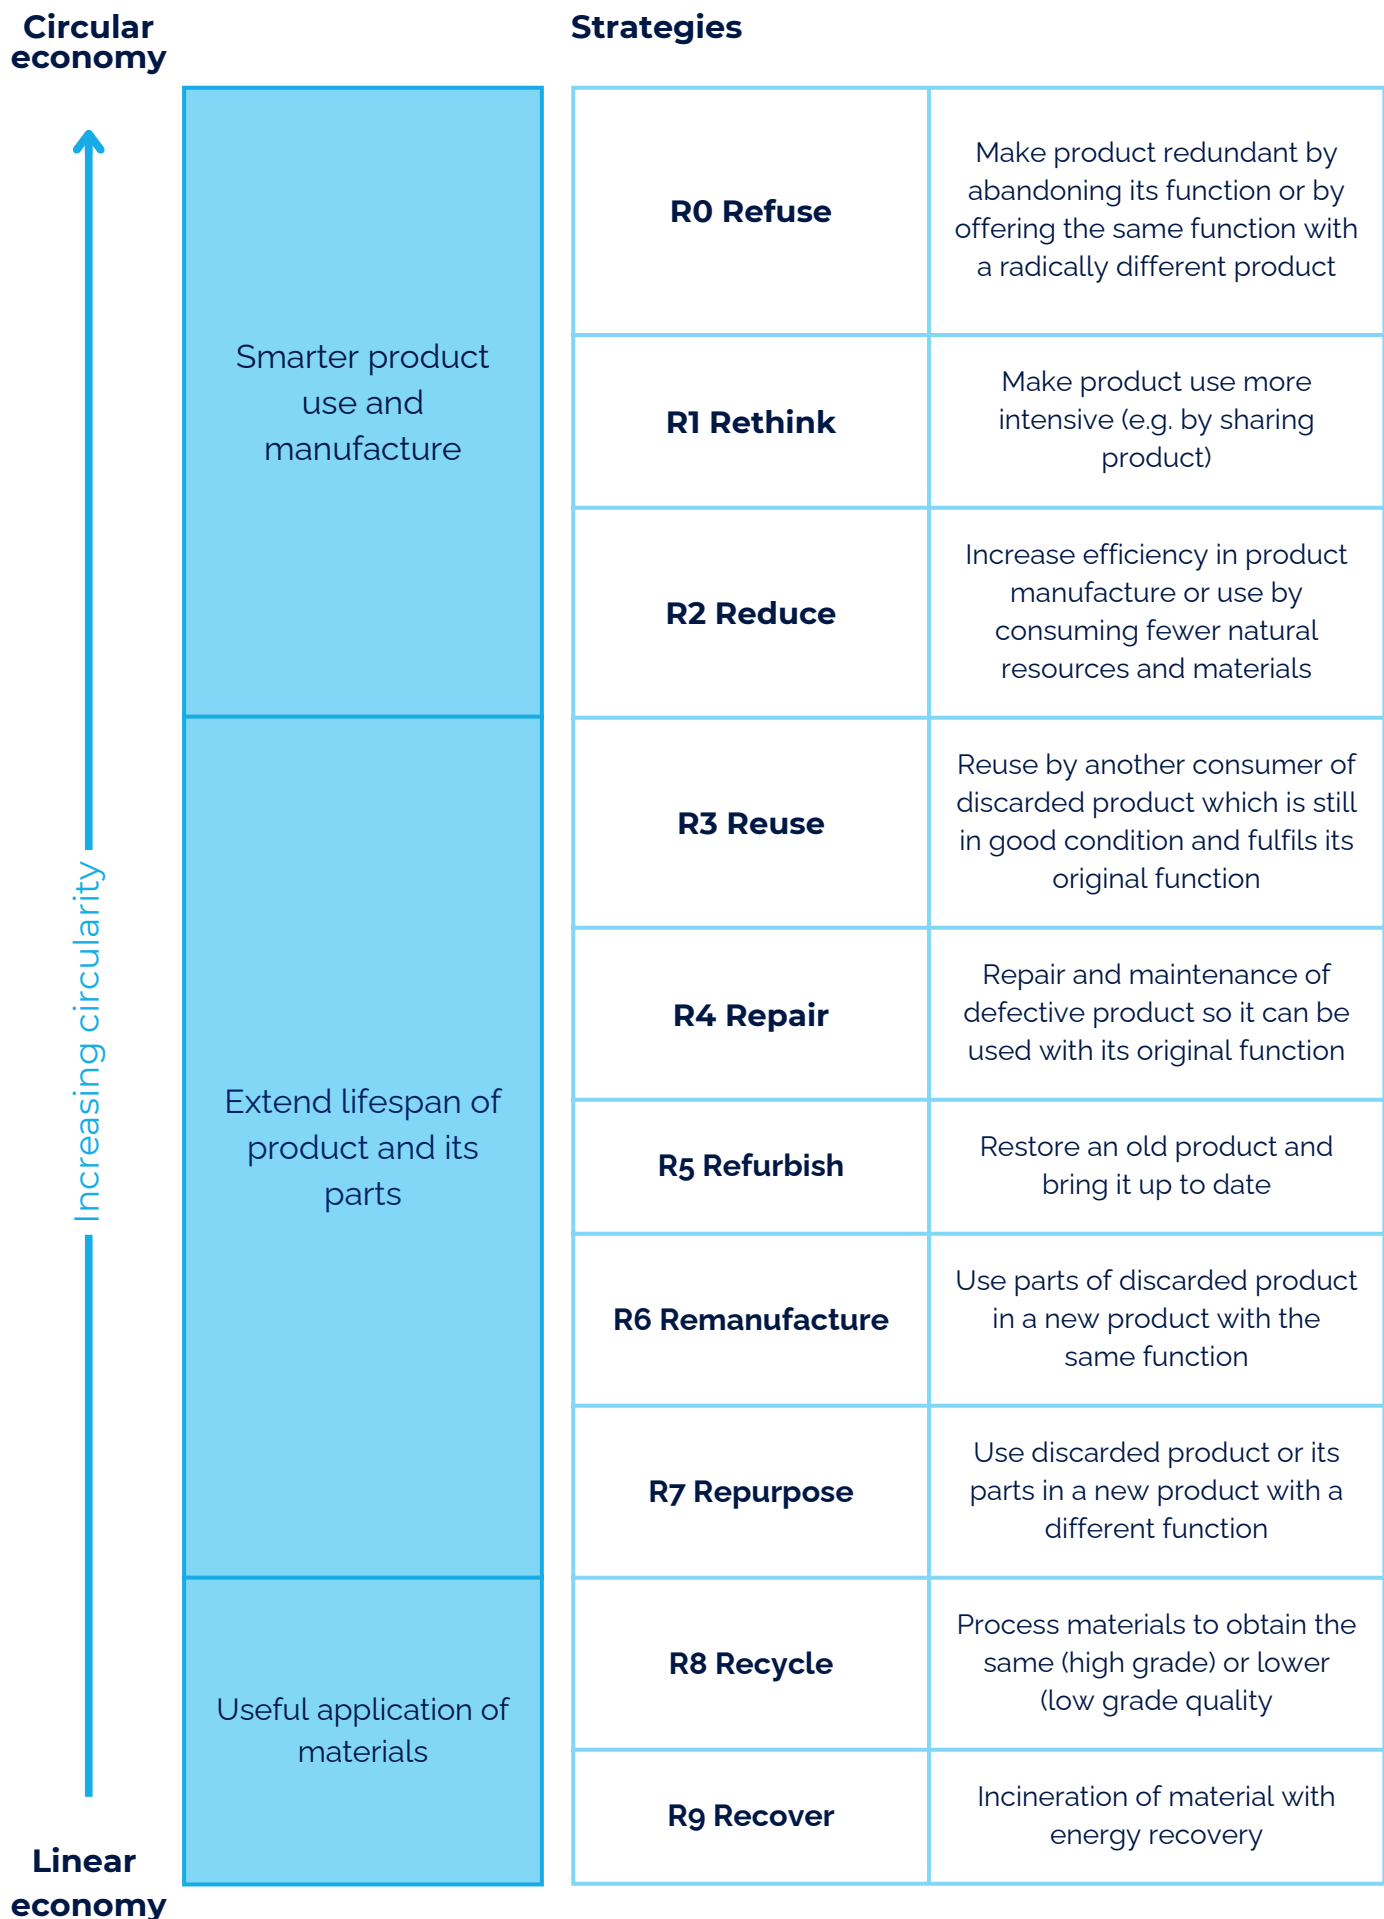 Circular
economy
Strategies
Increasing circularity
Linear
economy
Smarter product
use and
manufacture
R0 Refuse
Make product redundant by
abandoning its function or by
offering the same function with
a radically different product
R1 Rethink
Make product use more
intensive (e.g. by sharing
product)
R2 Reduce
Increase efficiency in product
manufacture or use by
consuming fewer natural
resources and materials
Extend lifespan of
product and its
parts
R3 Reuse
Reuse by another consumer of
discarded product which is still
in good condition and fulfils its
original function
R4 Repair
Repair and maintenance of
defective product so it can be
used with its original function
R5 Refurbish
Restore an old product and
bring it up to date
R6 Remanufacture
Use parts of discarded product
in a new product with the
same function
R7 Repurpose
Use discarded product or its
parts in a new product with a
different function
Useful application of
materials
R8 Recycle
Process materials to obtain the
same (high grade) or lower
(low grade quality
R9 Recover
Incineration of material with
energy recovery